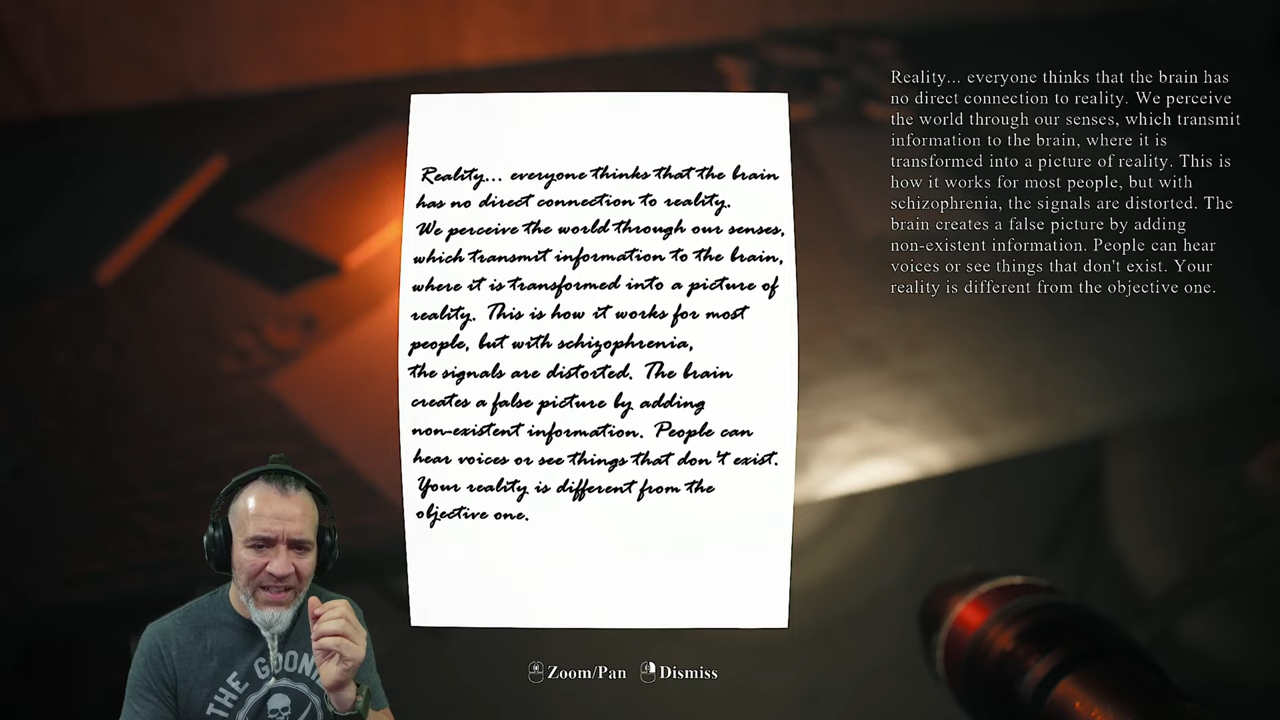 Reality... everyone thinks that the brain
has no direct connection to reality.
We perceive the world through our senses,
which transmit information to the brain,
where it is transformed into a picture of
reality. This is how it works for most
people, but with schizophrenia,
the signals are distorted. The brain
creates a false picture by adding
non-existent information. People can
hear voices or see things that don't exist.
Your reality is different from the
objective one.
Reality... everyone thinks that the brain has
no direct connection to reality. We perceive
the world through our senses, which transmit
information to the brain, where it is
transformed into a picture of reality. This is
how it works for most people, but with
schizophrenia, the signals are distorted. The
brain creates a false picture by adding
non-existent information. People can hear
voices or see things that don't exist. Your
reality is different from the objective one.
THE GOON
Zoom/Pan Dismiss